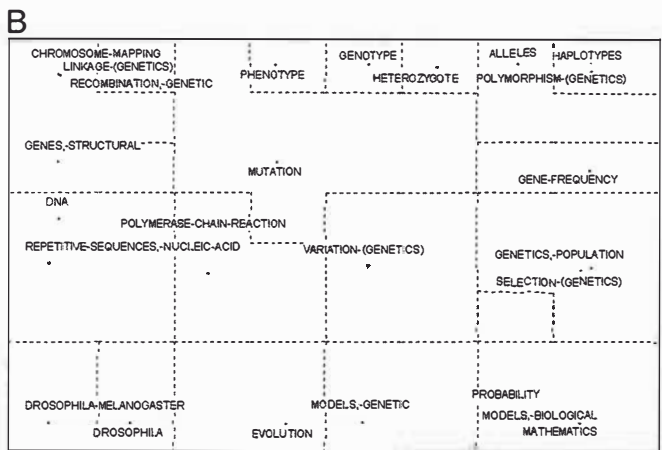 B
CHROMOSOME-MAPPING
LINKAGE-(GENETICS)
RECOMBINATION,-GENETIC
PHENOTYPE
GENOTYPE
HETEROZYGOTE
ALLELES
HAPLOTYPES
POLYMORPHISM-(GENETICS)
GENES,-STRUCTURAL
MUTATION
GENE-FREQUENCY
DNA
POLYMERASE-CHAIN-REACTION
REPETITIVE-SEQUENCES,-NUCLEIC-ACID
VARIATION-(GENETICS)
GENETICS,-POPULATION
SELECTION-(GENETICS)
DROSOPHILA-MELANOGASTER
DROSOPHILA
EVOLUTION
MODELS,-GENETIC
PROBABILITY
MODELS,-BIOLOGICAL
MATHEMATICS